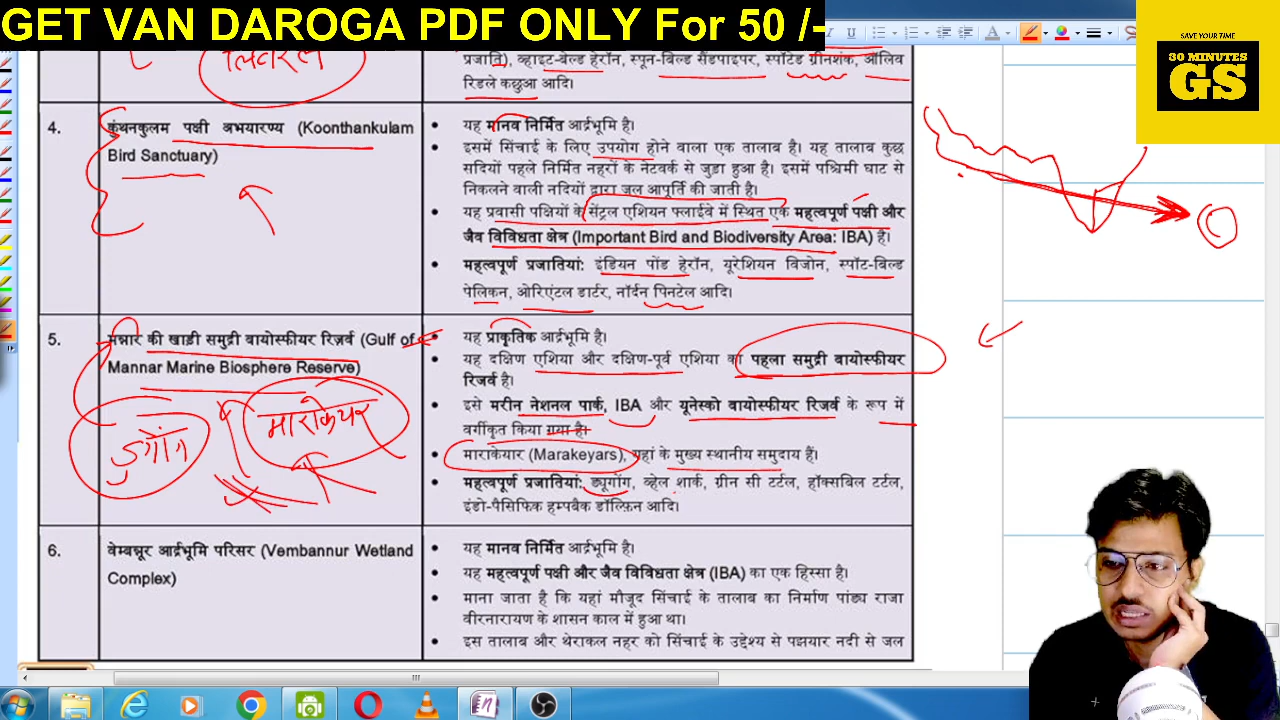 GET VAN DAROGA PDF ONLY For 50 /-
SAVE YOUR TIME
30 MINUTES
GS
लिटरल
प्रजाति), व्हाइट-बेल्ड हेरॉन, स्पून-बिल्ड सैंडपाइपर, स्पॉटेड ग्रीनशंक, ऑलिव
रिडले कछुआ आदि।
4.
कुंथनकुलम पक्षी अभयारण्य (Koonthankulam
Bird Sanctuary)
यह मानव निर्मित आर्द्रभूमि है।
इसमें सिंचाई के लिए उपयोग होने वाला एक तालाब है। यह तालाब कुछ
सदियों पहले निर्मित नहरों के नेटवर्क से जुड़ा हुआ है। इसमें पश्चिमी घाट से
निकलने वाली नदियों द्वारा जल आपूर्ति की जाती है।
यह प्रवासी पक्षियों के सेंट्रल एशियन फ्लाईवे में स्थित एक महत्वपूर्ण पक्षी और
जैव विविधता क्षेत्र (Important Bird and Biodiversity Area: IBA) है।
महत्वपूर्ण प्रजातियां: इंडियन पोंड हेरॉन, यूरेशियन विजोन, स्पॉट-बिल्ड
पेलिकन, ओरिएंटल डार्टर, नॉर्दन पिनटेल आदि।
5.
मन्नार की खाड़ी समुद्री बायोस्फीयर रिज़र्व (Gulf of
Mannar Marine Biosphere Reserve)
डुगोंग
माराकेयर
यह प्राकृतिक आर्द्रभूमि है।
यह दक्षिण एशिया और दक्षिण-पूर्व एशिया का पहला समुद्री बायोस्फीयर
रिजर्व है।
इसे मरीन नेशनल पार्क, IBA और यूनेस्को बायोस्फीयर रिजर्व के रूप में
वर्गीकृत किया गया है।
माराकेयार (Marakeyars), यहां के मुख्य स्थानीय समुदाय हैं।
महत्वपूर्ण प्रजातियां: ड्यूगोंग, व्हेल शार्क, ग्रीन सी टर्टल, हॉक्सबिल टर्टल,
इंडो-पैसिफिक हम्पबैक डॉल्फ़िन आदि।
6.
वेम्बन्नूर आर्द्रभूमि परिसर (Vembannur Wetland
Complex)
यह मानव निर्मित आर्द्रभूमि है।
यह महत्वपूर्ण पक्षी और जैव विविधता क्षेत्र (IBA) का एक हिस्सा है।
माना जाता है कि यहां मौजूद सिंचाई के तालाब का निर्माण पांड्य राजा
वीरनारायण के शासन काल में हुआ था।
इस तालाब और थेराकल नहर को सिंचाई के उद्देश्य से पझयार नदी से जल